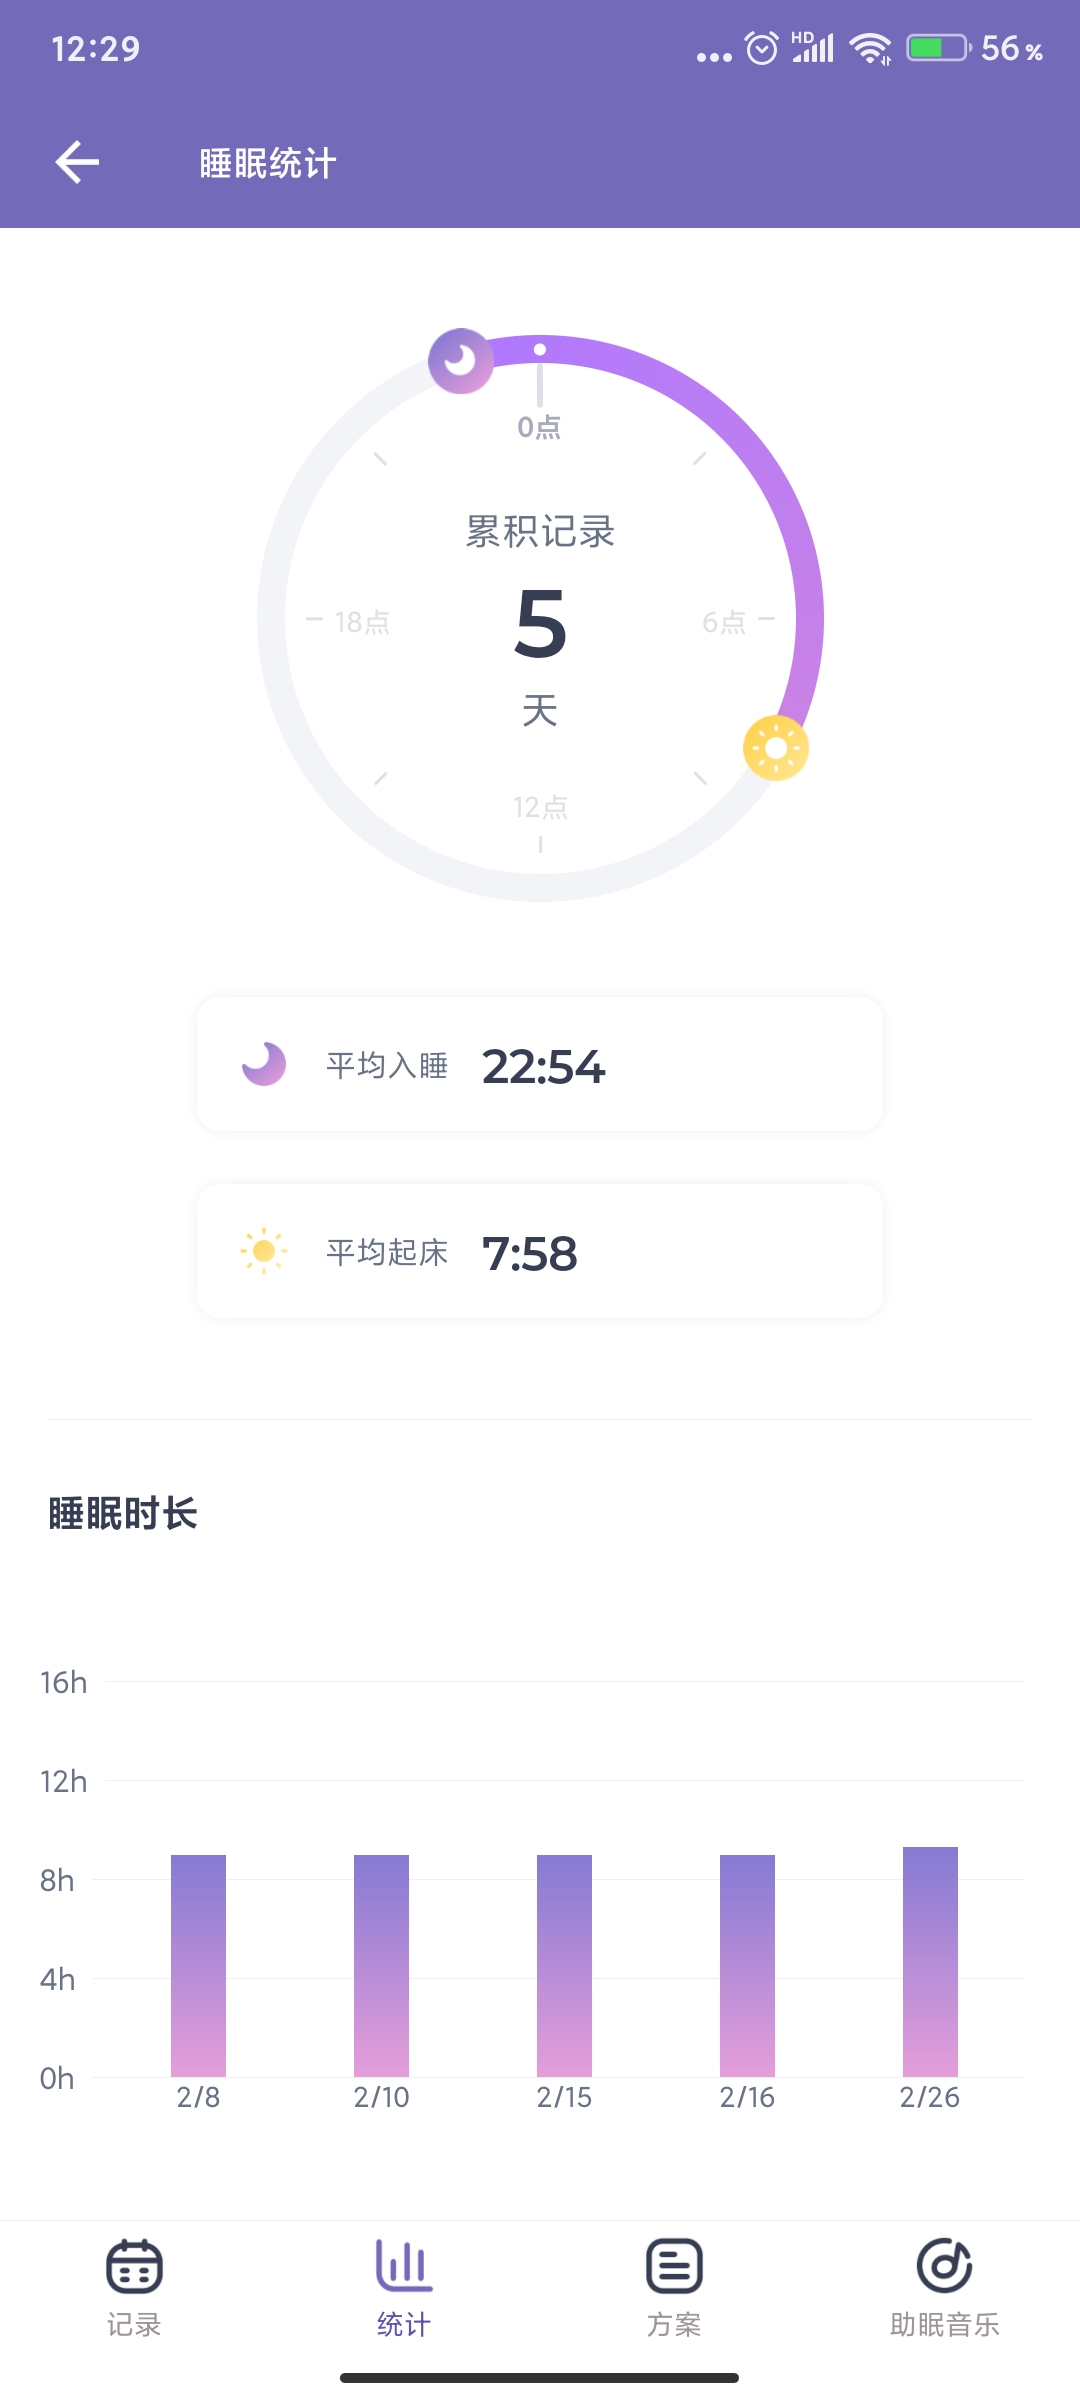 12:29
HD
56 %
睡眠统计
0点
累积记录
18点
5
6点
天
12点
平均入睡 22:54
平均起床 7:58
睡眠时长
16h
12h
8h
4h
0h
2/8 2/10 2/15 2/16 2/26
记录 统计 方案 助眠音乐